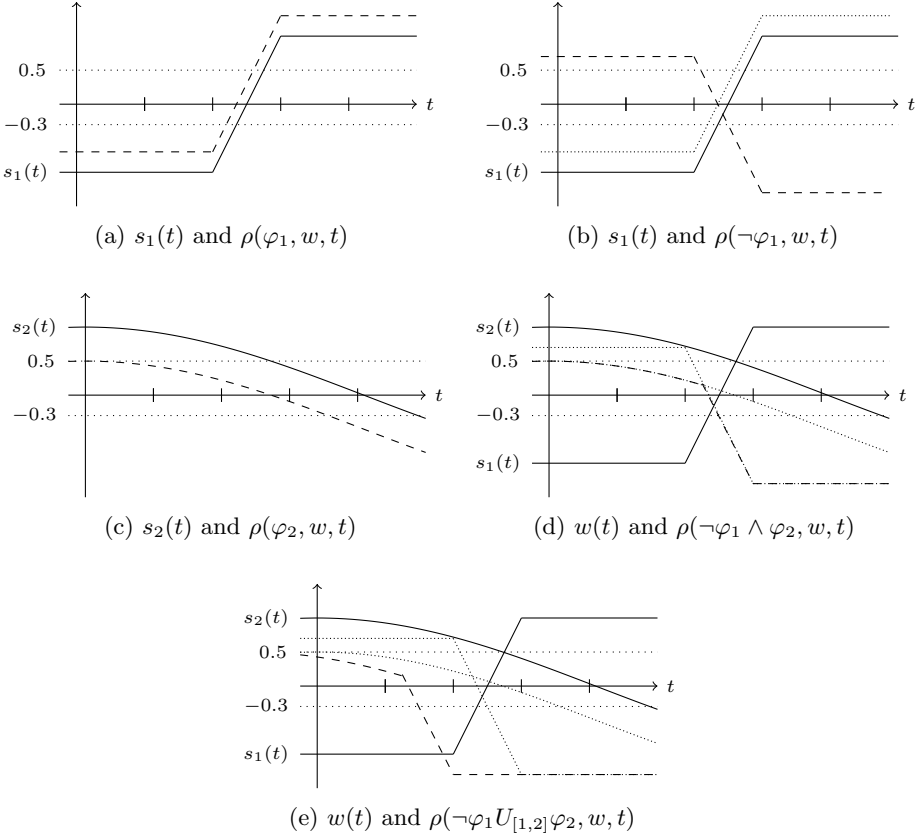 0.5
t
−0.3
s₁(t)
(a) s₁(t) and ρ(φ₁, w, t)
0.5
t
−0.3
s₁(t)
(b) s₁(t) and ρ(¬φ₁, w, t)
s₂(t)
0.5
t
−0.3
(c) s₂(t) and ρ(φ₂, w, t)
s₂(t)
0.5
t
−0.3
s₁(t)
(d) w(t) and ρ(¬φ₁ ∧ φ₂, w, t)
s₂(t)
0.5
t
−0.3
s₁(t)
(e) w(t) and ρ(¬φ₁U[1,2]φ₂, w, t)